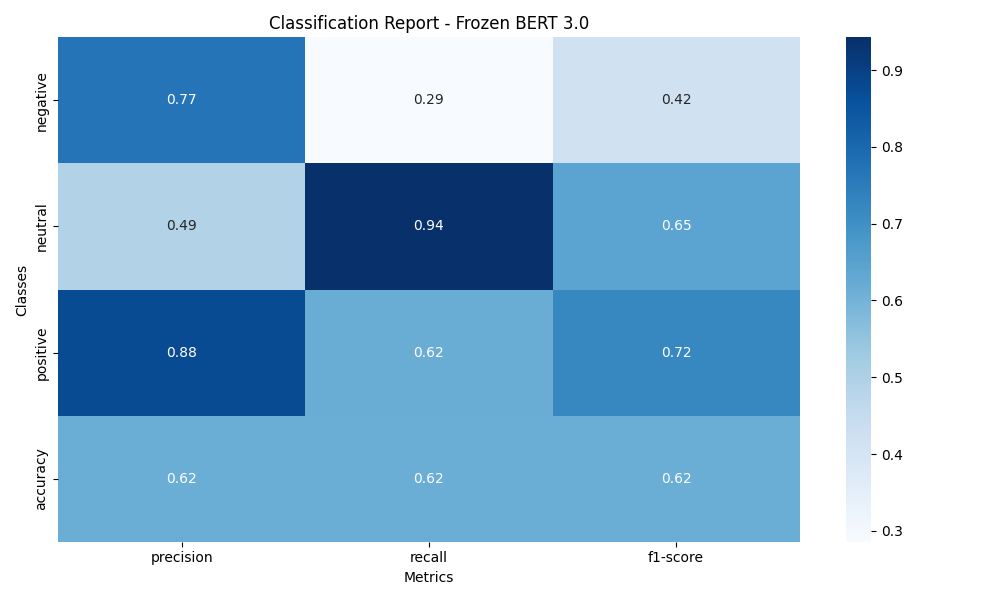 Classification Report - Frozen BERT 3.0
Classes
negative
0.77
0.29
0.42
neutral
0.49
0.94
0.65
positive
0.88
0.62
0.72
accuracy
0.62
0.62
0.62
precision
recall
f1-score
Metrics
0.9
0.8
0.7
0.6
0.5
0.4
0.3